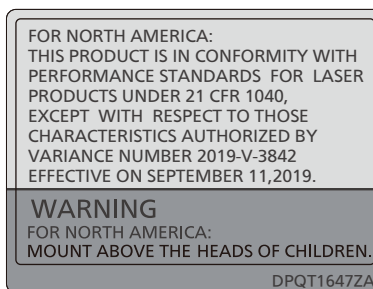 FOR NORTH AMERICA:
THIS PRODUCT IS IN CONFORMITY WITH
PERFORMANCE STANDARDS FOR LASER
PRODUCTS UNDER 21 CFR 1040,
EXCEPT WITH RESPECT TO THOSE
CHARACTERISTICS AUTHORIZED BY
VARIANCE NUMBER 2019-V-3842
EFFECTIVE ON SEPTEMBER 11,2019.
WARNING
FOR NORTH AMERICA:
MOUNT ABOVE THE HEADS OF CHILDREN.
DPQT1647ZA